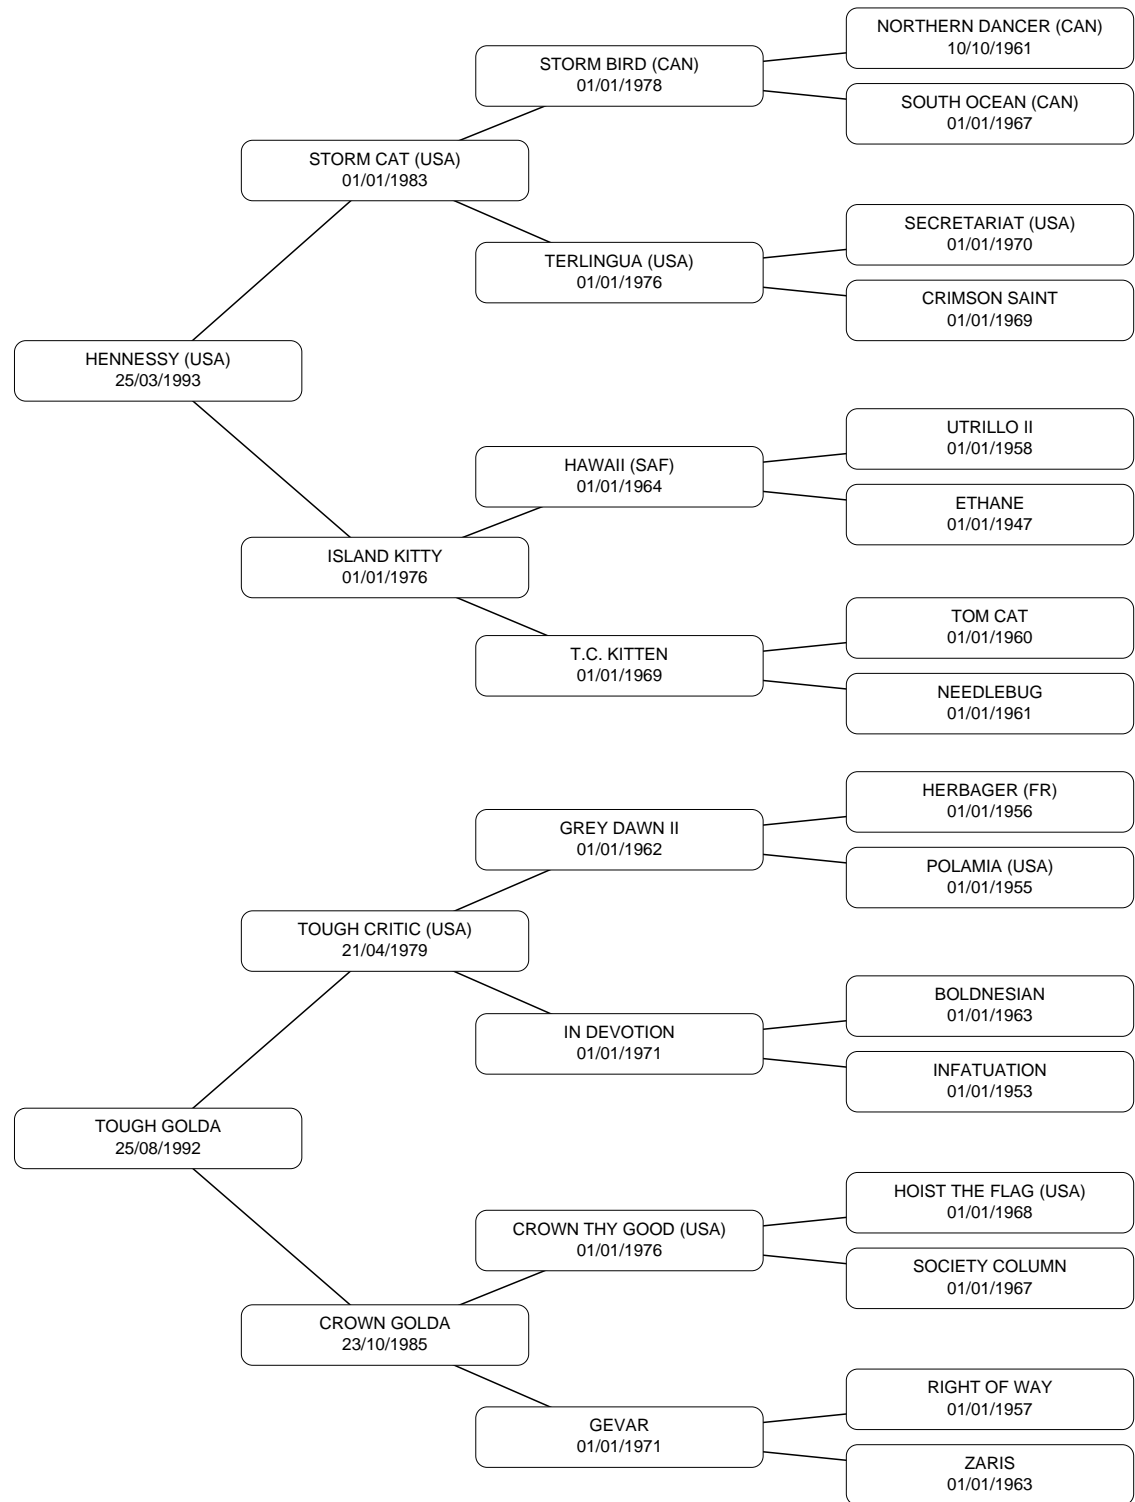 NORTHERN DANCER (CAN)
10/10/1961
STORM BIRD (CAN)
01/01/1978
SOUTH OCEAN (CAN)
01/01/1967
STORM CAT (USA)
01/01/1983
SECRETARIAT (USA)
01/01/1970
TERLINGUA (USA)
01/01/1976
CRIMSON SAINT
01/01/1969
HENNESSY (USA)
25/03/1993
UTRILLO II
01/01/1958
HAWAII (SAF)
01/01/1964
ETHANE
01/01/1947
ISLAND KITTY
01/01/1976
TOM CAT
01/01/1960
T.C. KITTEN
01/01/1969
NEEDLEBUG
01/01/1961
HERBAGER (FR)
01/01/1956
GREY DAWN II
01/01/1962
POLAMIA (USA)
01/01/1955
TOUGH CRITIC (USA)
21/04/1979
BOLDNESIAN
01/01/1963
IN DEVOTION
01/01/1971
INFATUATION
01/01/1953
TOUGH GOLDA
25/08/1992
HOIST THE FLAG (USA)
01/01/1968
CROWN THY GOOD (USA)
01/01/1976
SOCIETY COLUMN
01/01/1967
CROWN GOLDA
23/10/1985
RIGHT OF WAY
01/01/1957
GEVAR
01/01/1971
ZARIS
01/01/1963